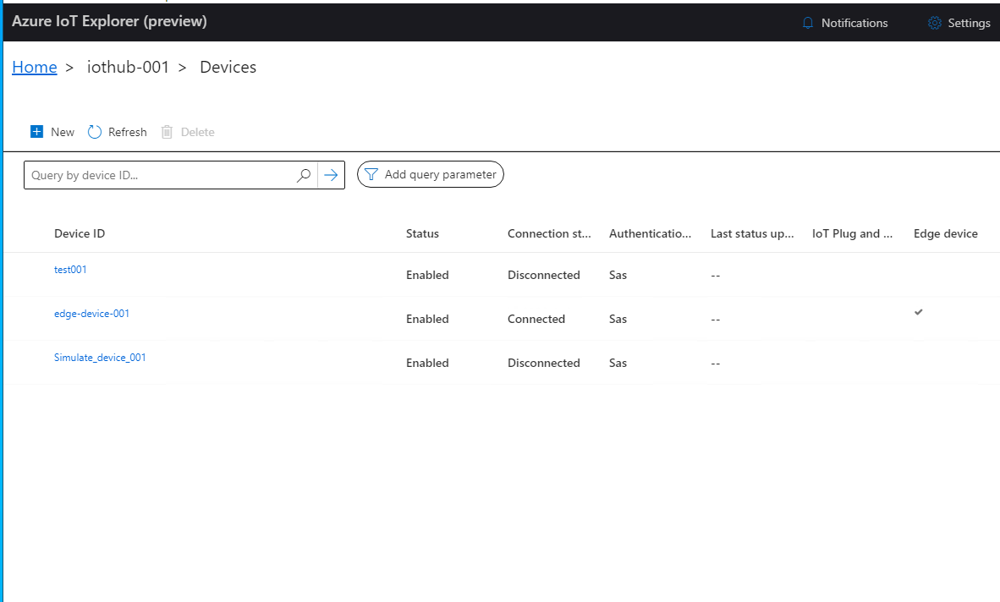 Azure IoT Explorer (preview) Notifications Settings
Home > iothub-001 > Devices
New Refresh Delete
Query by device ID... Add query parameter
Device ID Status Connection st... Authenticatio... Last status up... IoT Plug and ... Edge device
test001 Enabled Disconnected Sas --
edge-device-001 Enabled Connected Sas --
Simulate_device_001 Enabled Disconnected Sas --